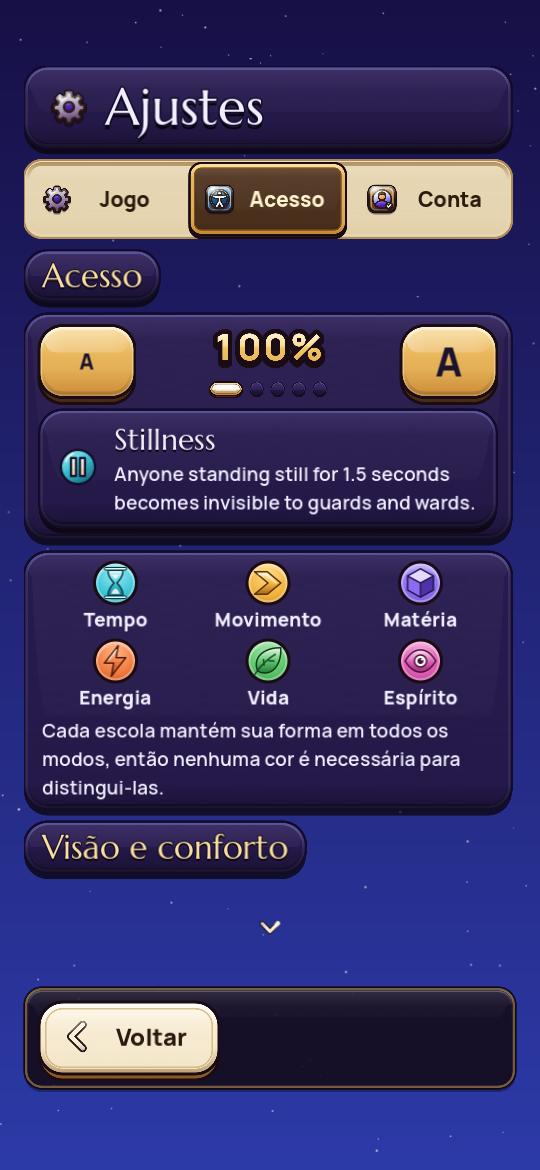 Ajustes
Jogo
Acesso
Conta
Acesso
A
100%
A
Stillness
Anyone standing still for 1.5 seconds
becomes invisible to guards and wards.
Tempo
Movimento
Matéria
Energia
Vida
Espírito
Cada escola mantém sua forma em todos os
modos, então nenhuma cor é necessária para
distingui-las.
Visão e conforto
Voltar